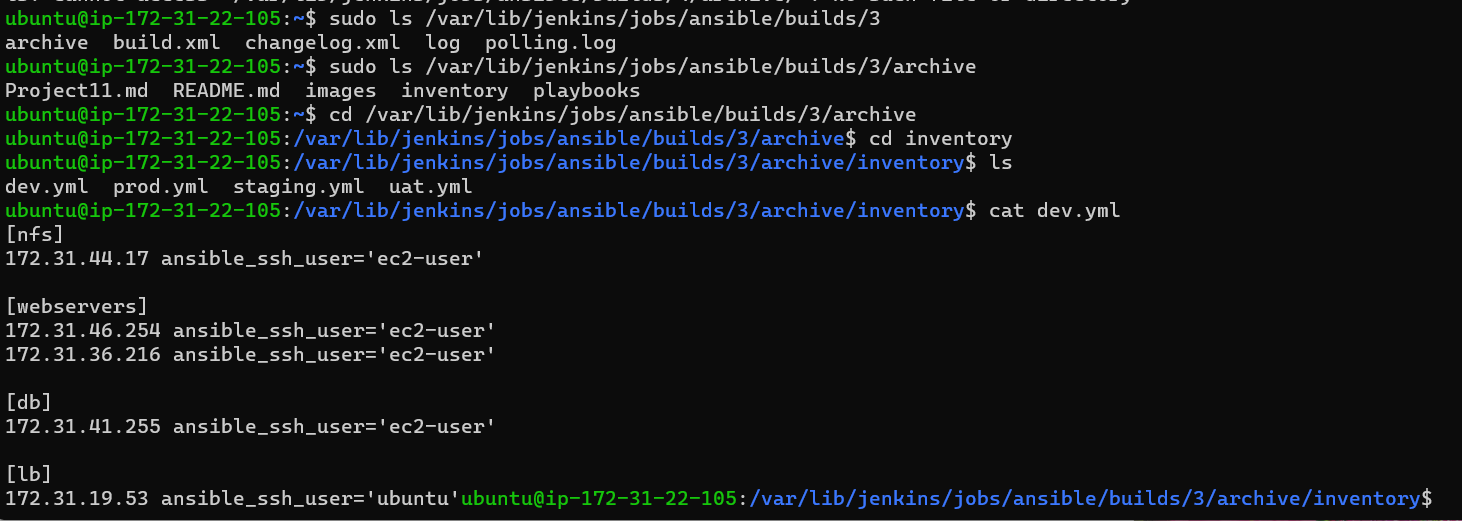 ubuntu@ip-172-31-22-105:~$ sudo ls /var/lib/jenkins/jobs/ansible/builds/3
archive  build.xml  changelog.xml  log  polling.log
ubuntu@ip-172-31-22-105:~$ sudo ls /var/lib/jenkins/jobs/ansible/builds/3/archive
Project11.md  README.md  images  inventory  playbooks
ubuntu@ip-172-31-22-105:~$ cd /var/lib/jenkins/jobs/ansible/builds/3/archive
ubuntu@ip-172-31-22-105:/var/lib/jenkins/jobs/ansible/builds/3/archive$ cd inventory
ubuntu@ip-172-31-22-105:/var/lib/jenkins/jobs/ansible/builds/3/archive/inventory$ ls
dev.yml  prod.yml  staging.yml  uat.yml
ubuntu@ip-172-31-22-105:/var/lib/jenkins/jobs/ansible/builds/3/archive/inventory$ cat dev.yml
[nfs]
172.31.44.17 ansible_ssh_user='ec2-user'
[webservers]
172.31.46.254 ansible_ssh_user='ec2-user'
172.31.36.216 ansible_ssh_user='ec2-user'
[db]
172.31.41.255 ansible_ssh_user='ec2-user'
[lb]
172.31.19.53 ansible_ssh_user='ubuntu'ubuntu@ip-172-31-22-105:/var/lib/jenkins/jobs/ansible/builds/3/archive/inventory$